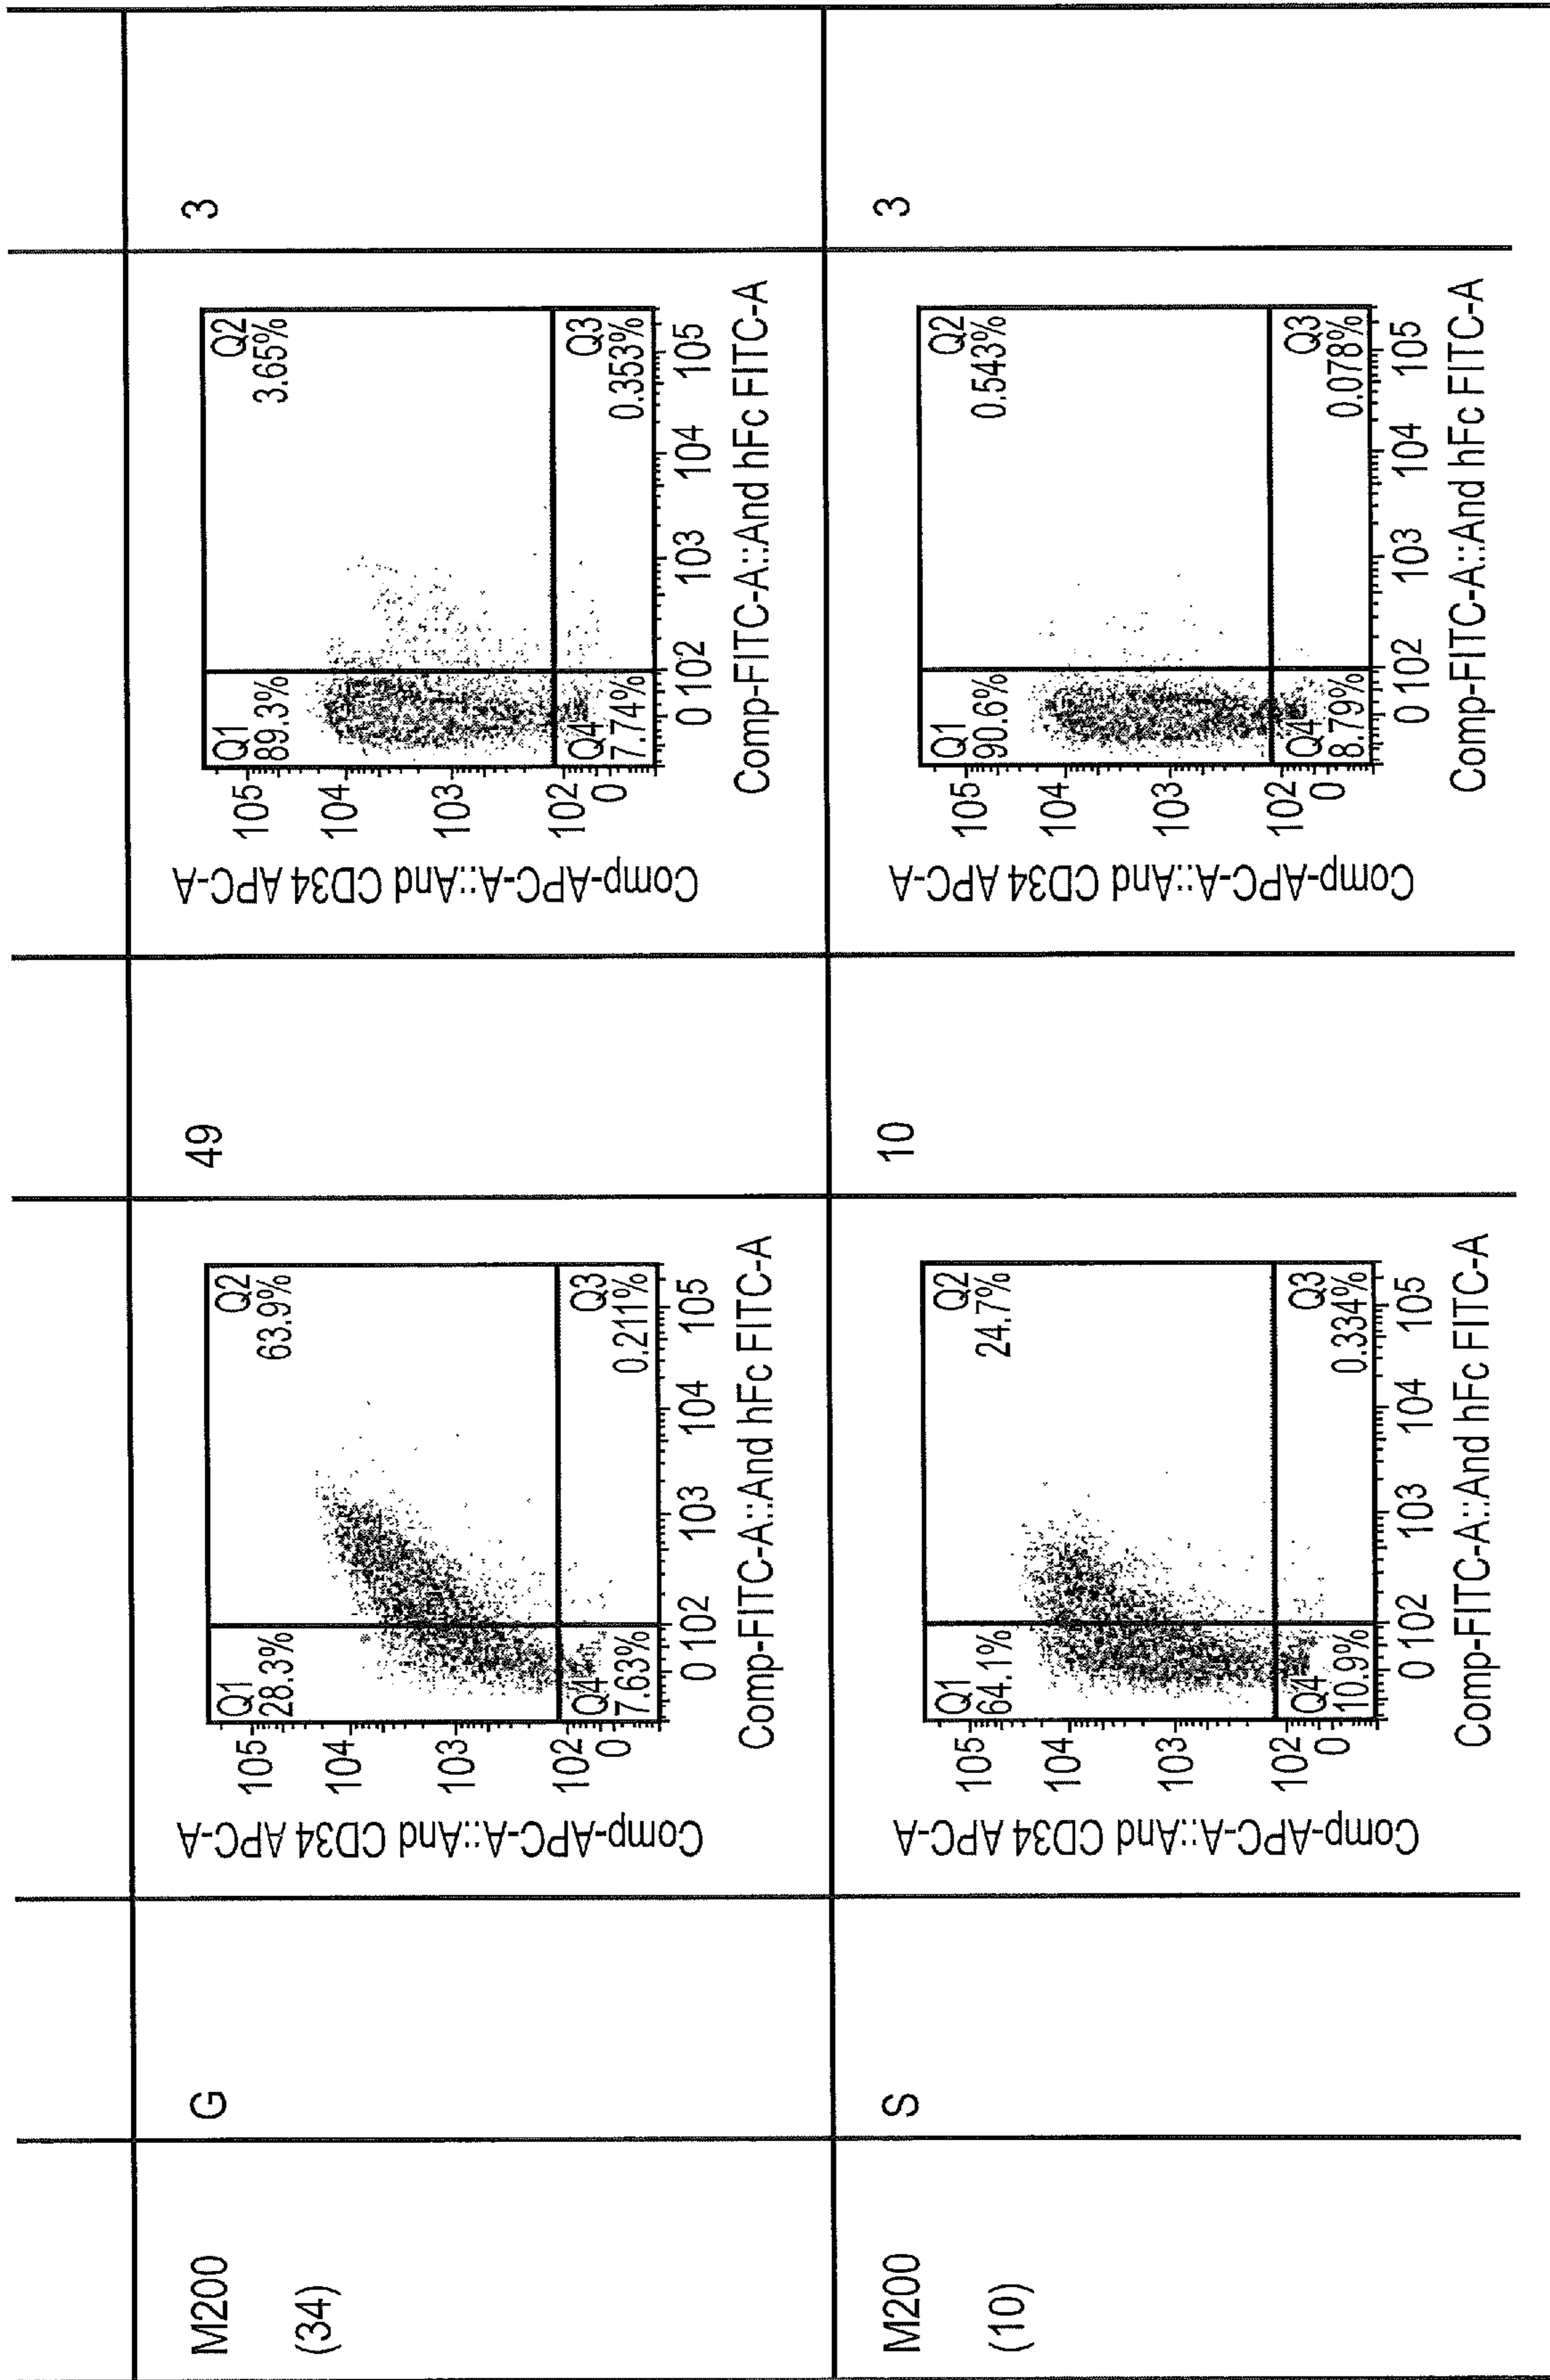 M200
(34)
G
Comp-APC-A::And CD34 APC-A
105
104
103
102
0
Q1
28.3%
Q2
63.9%
Q4
7.63%
Q3
0.211%
0 102 103 104 105
Comp-FITC-A::And hFc FITC-A
49
Comp-APC-A::And CD34 APC-A
105
104
103
102
0
Q1
89.3%
Q2
3.65%
Q4
7.74%
Q3
0.353%
0 102 103 104 105
Comp-FITC-A::And hFc FITC-A
3
M200
(10)
S
Comp-APC-A::And CD34 APC-A
105
104
103
102
0
Q1
64.1%
Q2
24.7%
Q4
10.9%
Q3
0.334%
0 102 103 104 105
Comp-FITC-A::And hFc FITC-A
10
Comp-APC-A::And CD34 APC-A
105
104
103
102
0
Q1
90.6%
Q2
0.543%
Q4
8.79%
Q3
0.078%
0 102 103 104 105
Comp-FITC-A::And hFc FITC-A
3